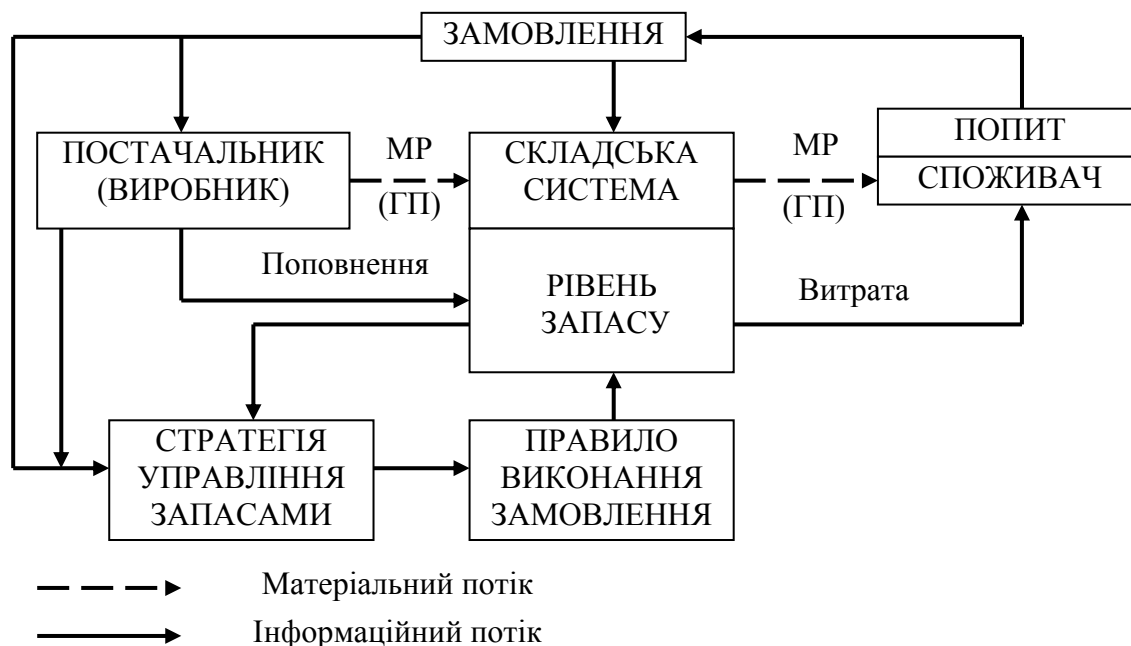 ЗАМОВЛЕННЯ
ПОСТАЧАЛЬНИК
(ВИРОБНИК)
МР
(ГП)
СКЛАДСЬКА
СИСТЕМА
МР
(ГП)
ПОПИТ
СПОЖИВАЧ
Поповнення
РІВЕНЬ
ЗАПАСУ
Витрата
СТРАТЕГІЯ
УПРАВЛІННЯ
ЗАПАСАМИ
ПРАВИЛО
ВИКОНАННЯ
ЗАМОВЛЕННЯ
Матеріальний потік
Інформаційний потік